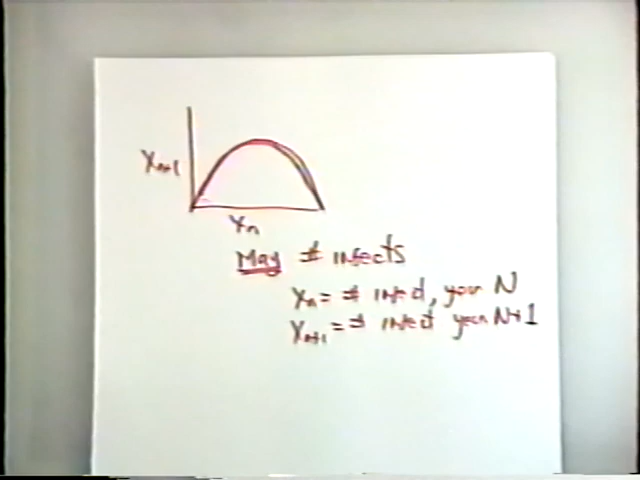 Xn+1
Xn
May # insects
Xn = # insect, year N
Xn+1 = # insect year N+1